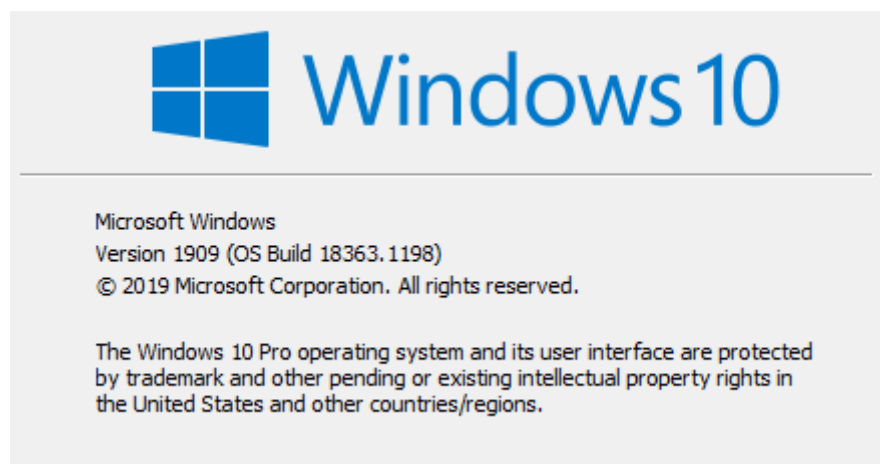 Windows 10
Microsoft Windows
Version 1909 (OS Build 18363.1198)
© 2019 Microsoft Corporation. All rights reserved.
The Windows 10 Pro operating system and its user interface are protected
by trademark and other pending or existing intellectual property rights in
the United States and other countries/regions.